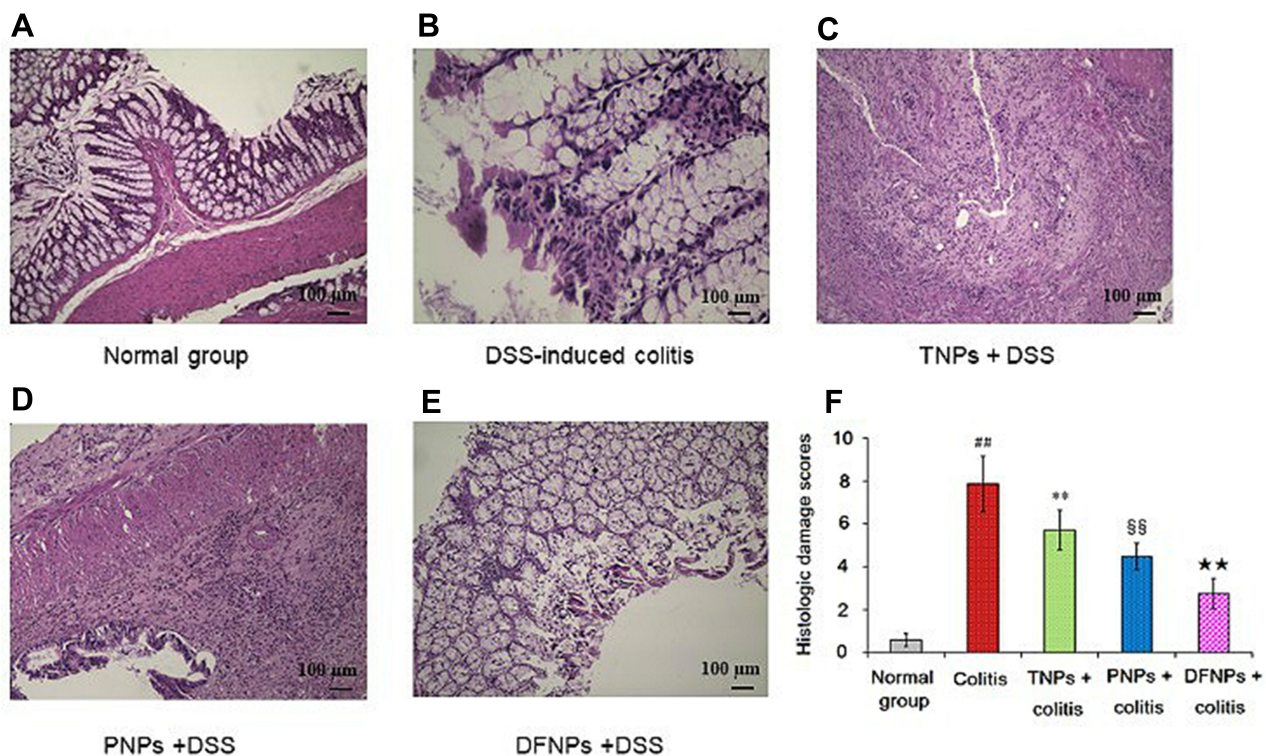 A
B
C
100 µm
100 µm
100 µm
Normal group
DSS-induced colitis
TNPs + DSS
D
E
F
100 µm
100 µm
PNPs +DSS
DFNPs +DSS
Histologic damage scores
10
8
6
4
2
0
##
**
§§
★★
Normal group
Colitis
TNPs + colitis
PNPs + colitis
DFNPs + colitis